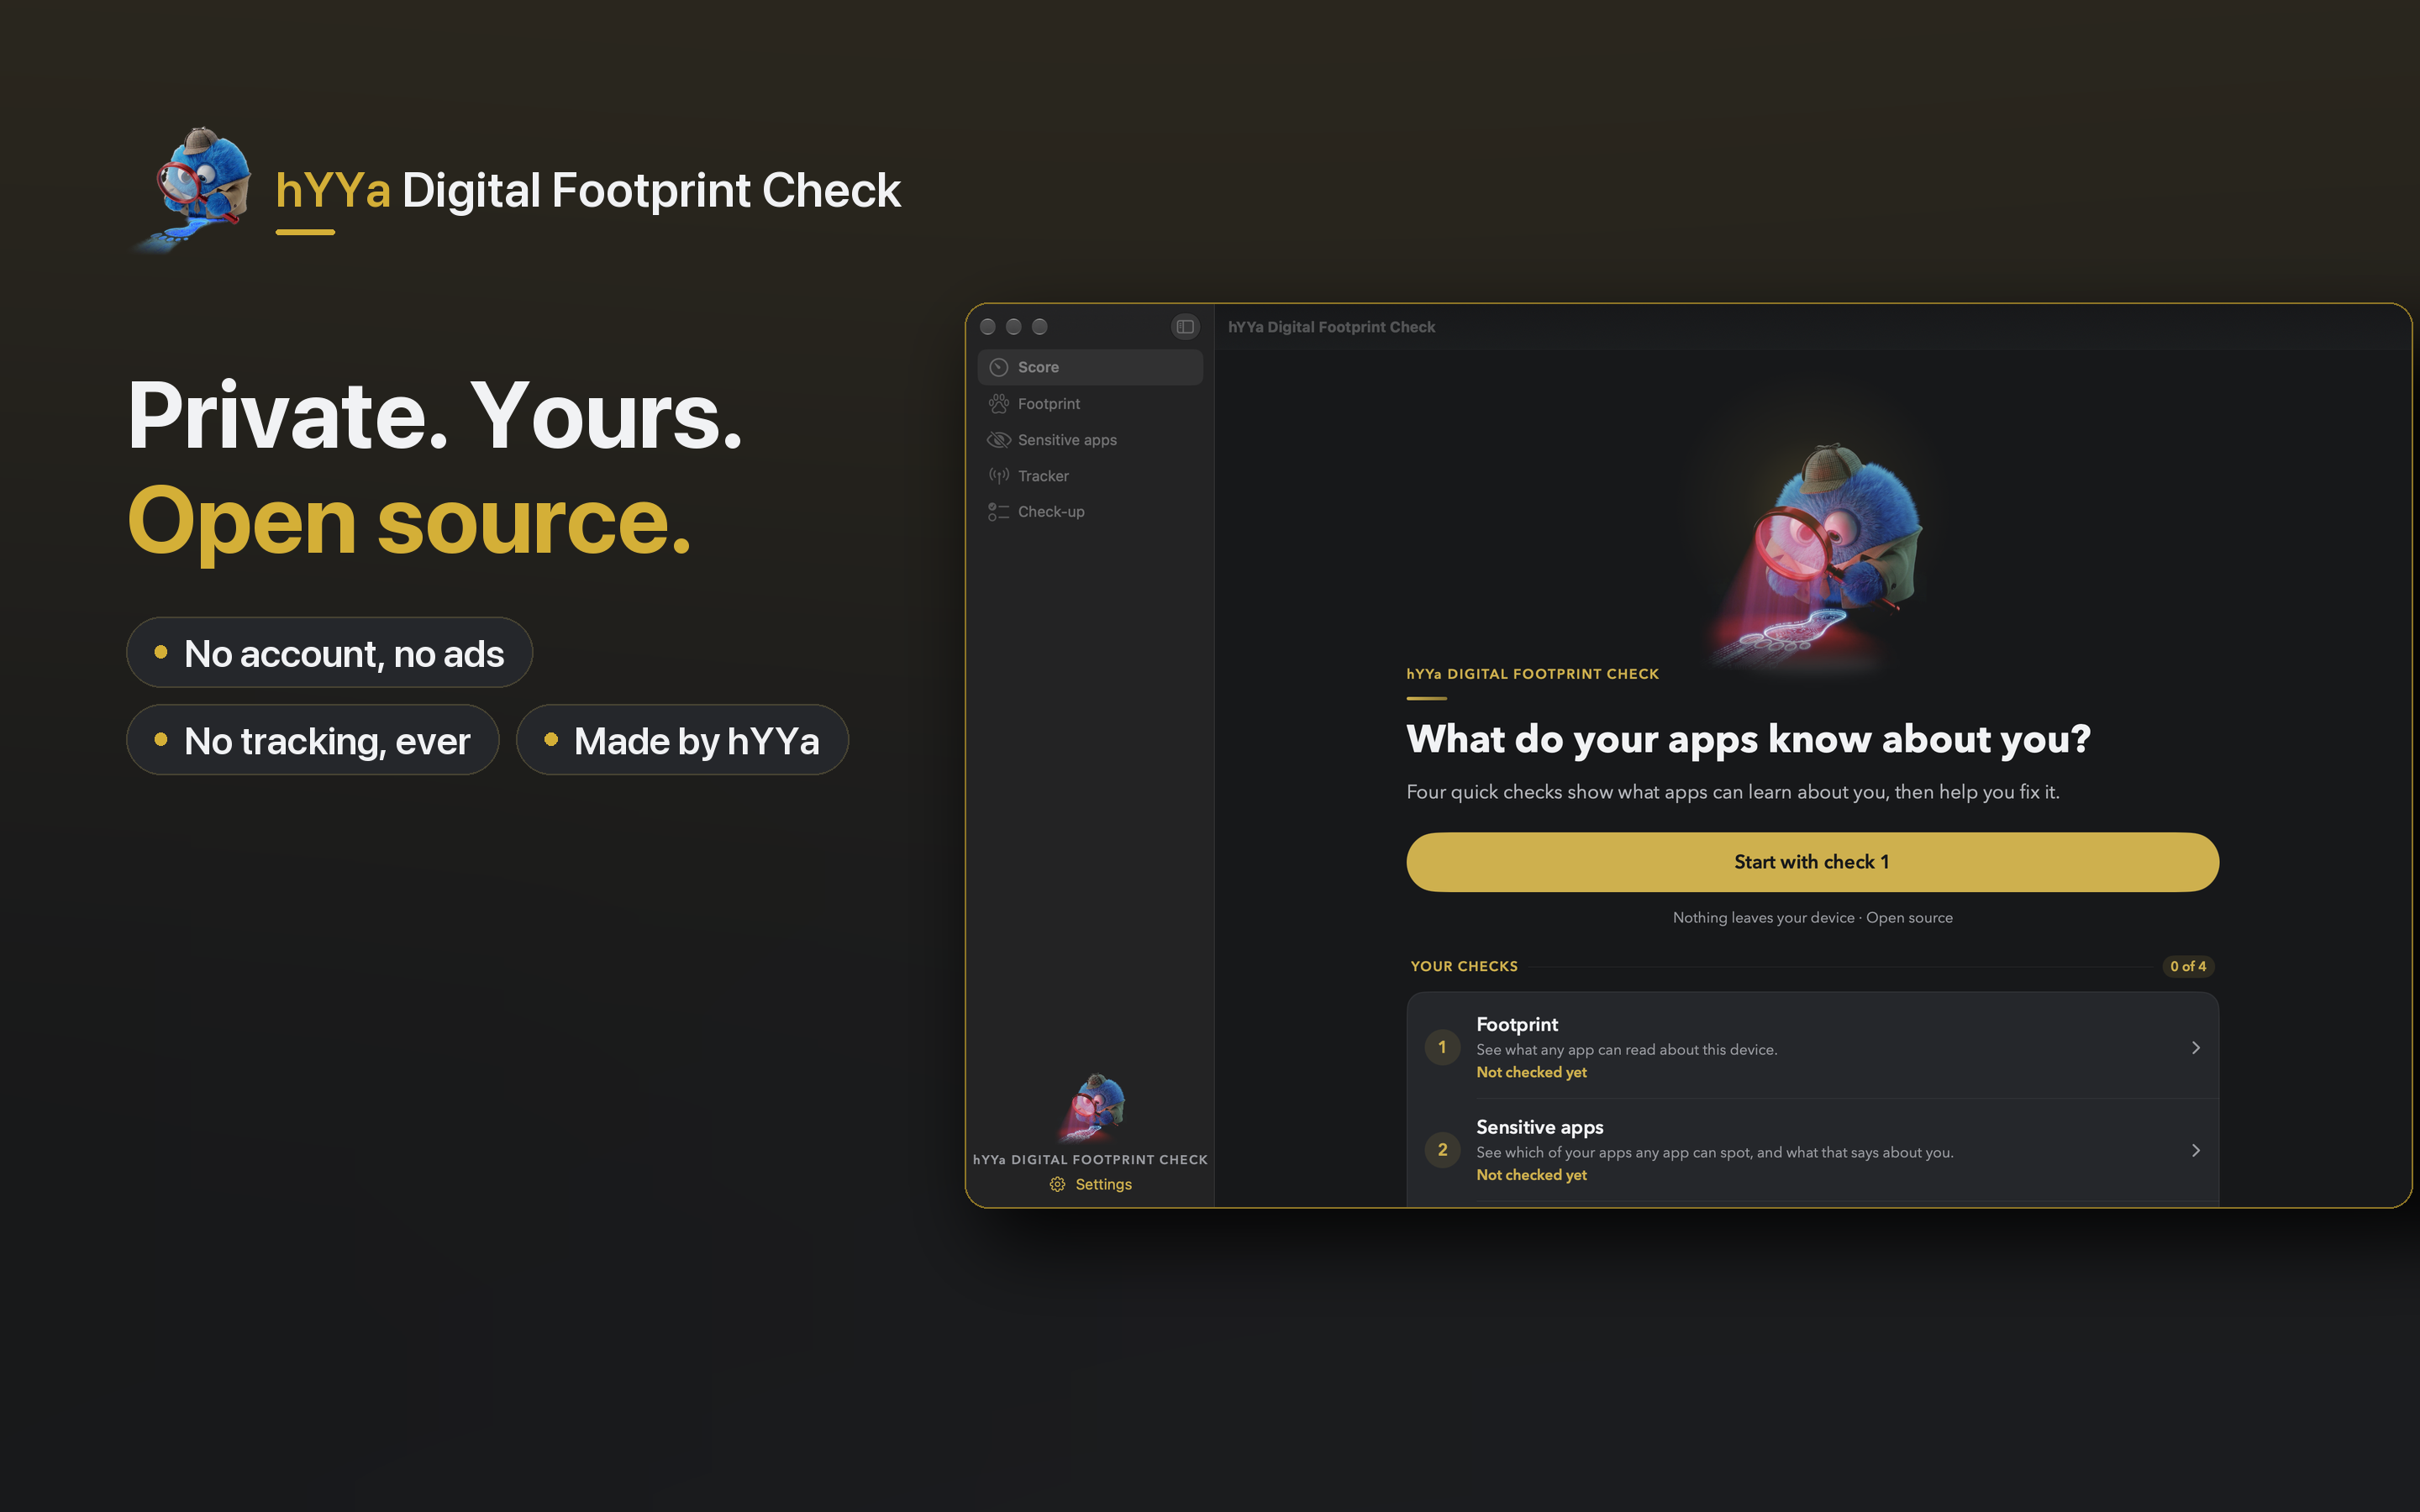 hYYa Digital Footprint Check
Private. Yours.
Open source.
No account, no ads
No tracking, ever
Made by hYYa
hYYa Digital Footprint Check
Score
Footprint
Sensitive apps
Tracker
Check-up
hYYa DIGITAL FOOTPRINT CHECK
Settings
hYYa DIGITAL FOOTPRINT CHECK
What do your apps know about you?
Four quick checks show what apps can learn about you, then help you fix it.
Start with check 1
Nothing leaves your device · Open source
YOUR CHECKS
0 of 4
1
Footprint
See what any app can read about this device.
Not checked yet
2
Sensitive apps
See which of your apps any app can spot, and what that says about you.
Not checked yet